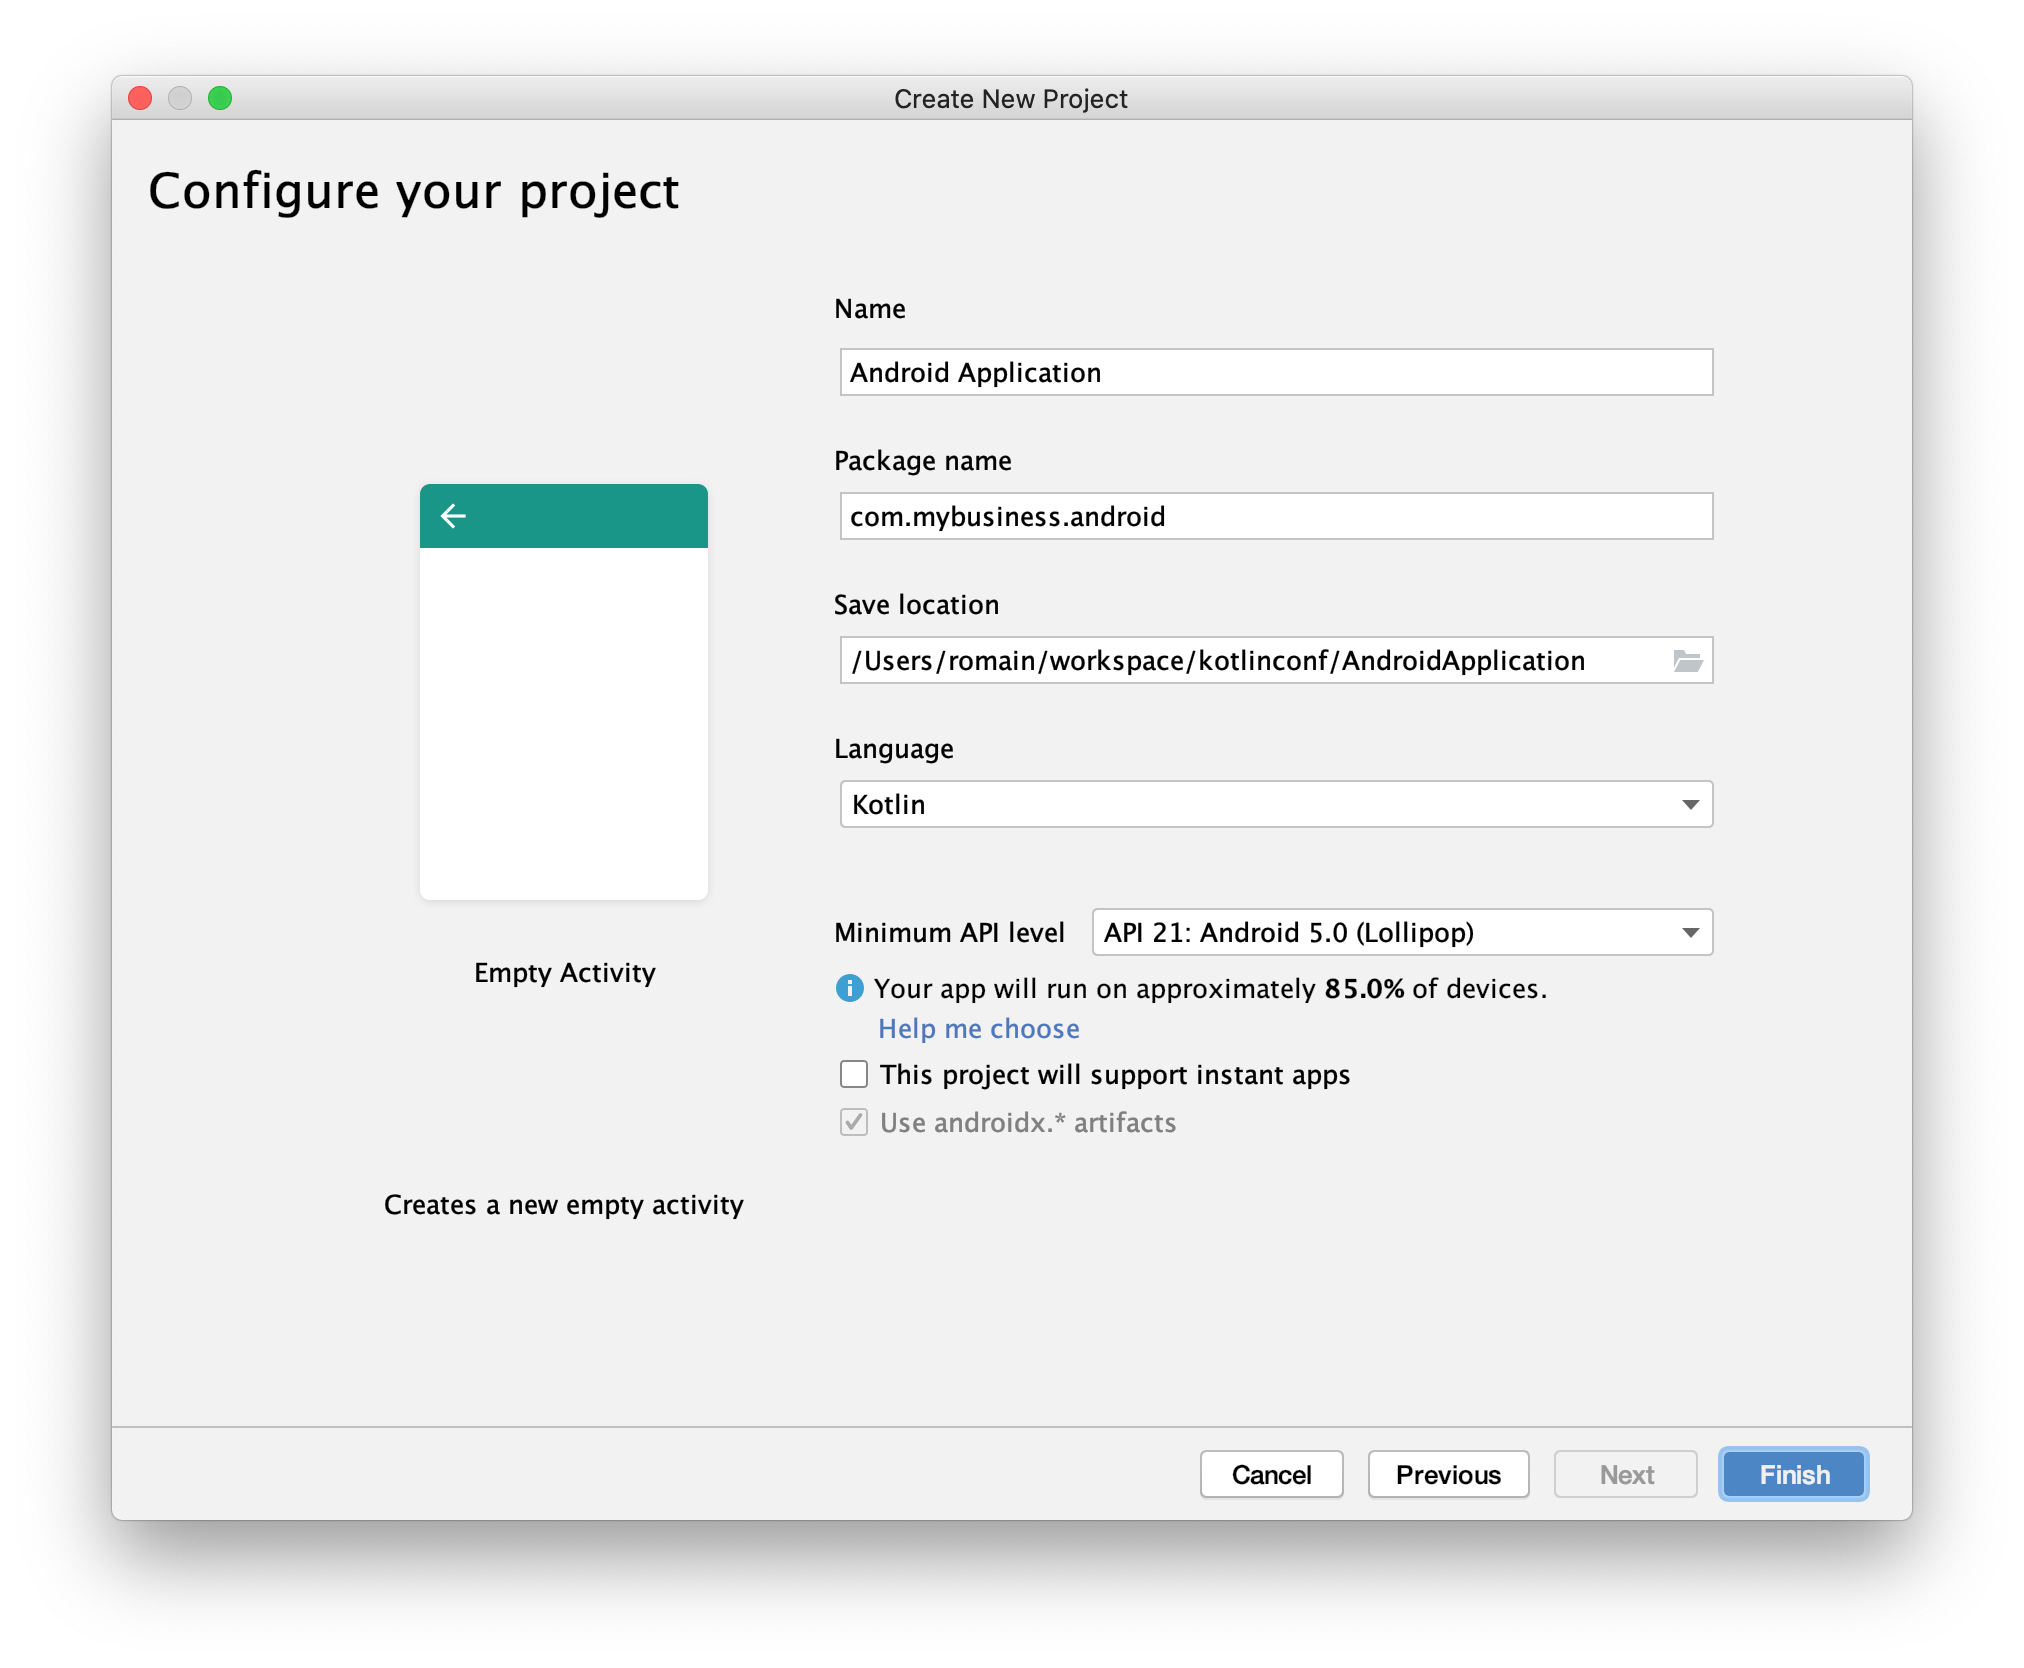 Create New Project
Configure your project
Name
Android Application
Package name
com.mybusiness.android
Save location
/Users/romain/workspace/kotlinconf/AndroidApplication
Language
Kotlin
Minimum API level API 21: Android 5.0 (Lollipop)
Your app will run on approximately 85.0% of devices.
Help me choose
This project will support instant apps
Use androidx.* artifacts
Empty Activity
Creates a new empty activity
Cancel Previous Next Finish